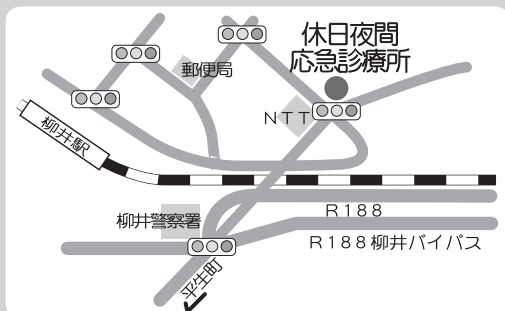 休日夜間
応急診療所
郵便局
NTT
柳井駅
R188
柳井警察署
R188柳井バイパス
平生町